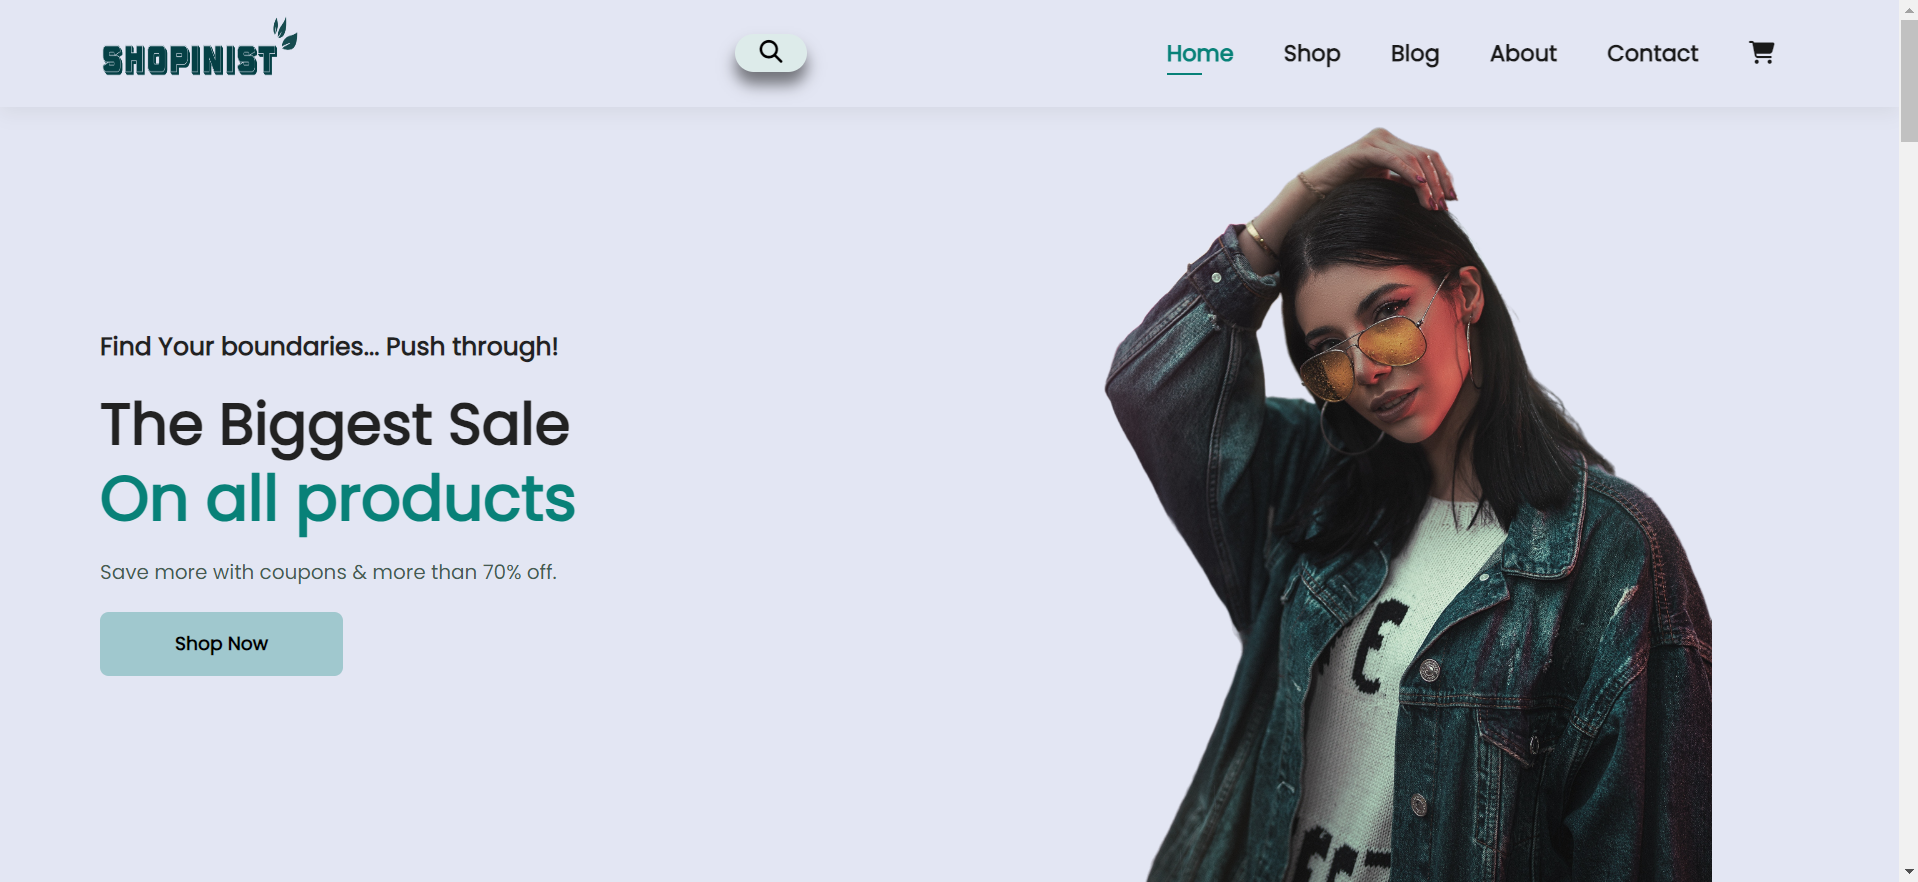 SHOPINIST
Home
Shop
Blog
About
Contact
Find Your boundaries... Push through!
The Biggest Sale
On all products
Save more with coupons & more than 70% off.
Shop Now